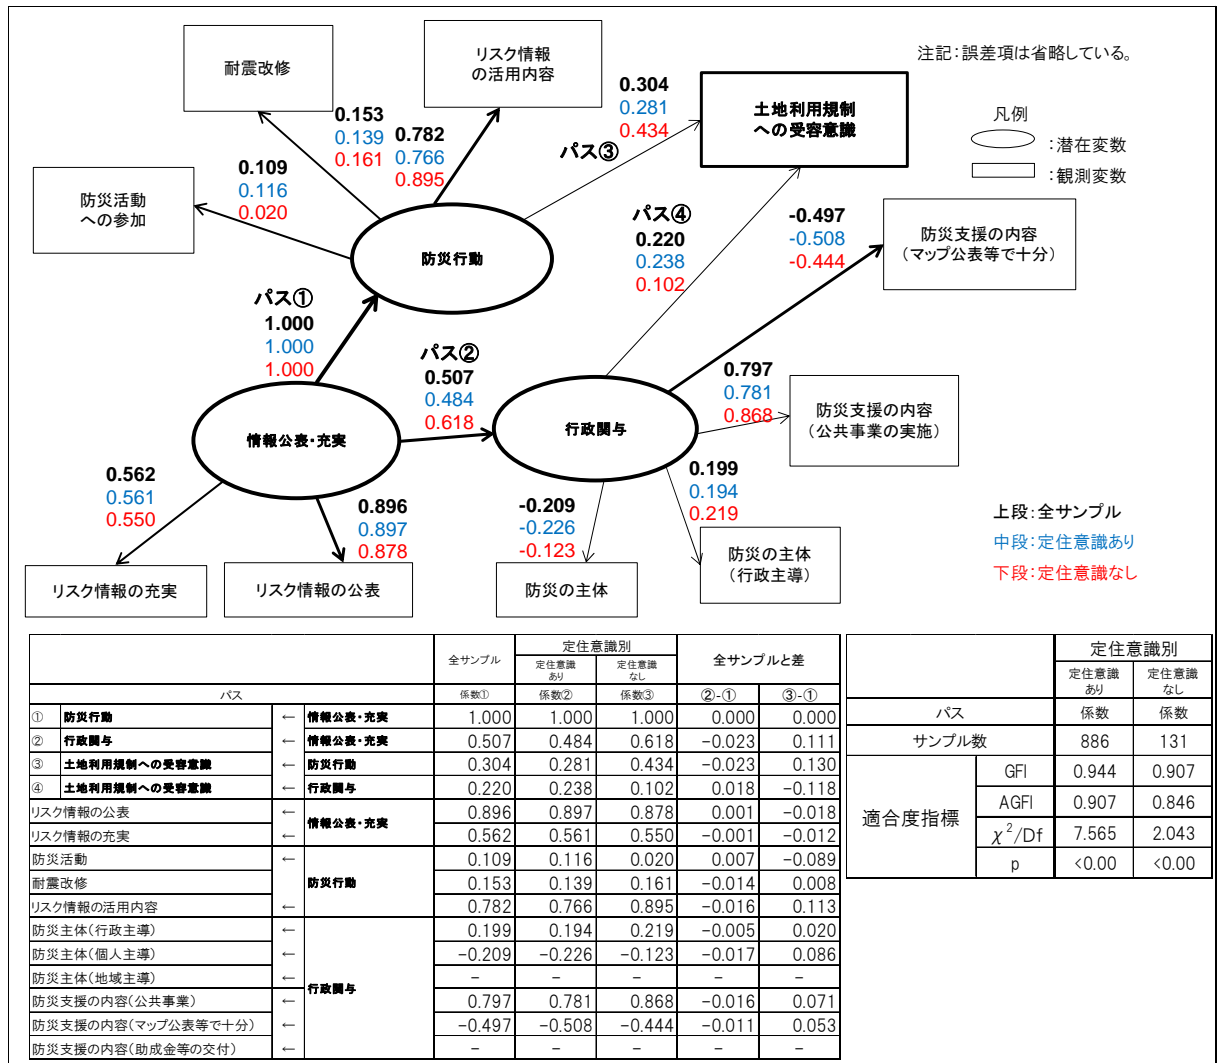 注記：誤差項は省略している。
凡例
：潜在変数
：観測変数
耐震改修
リスク情報
の活用内容
土地利用規制
への受容意識
防災活動
への参加
防災支援の内容
（マップ公表等で十分）
0.153
0.139
0.161
0.782
0.766
0.895
0.304
0.281
0.434
パス③
0.109
0.116
0.020
防災行動
パス④
0.220
0.238
0.102
-0.497
-0.508
-0.444
パス①
1.000
1.000
1.000
パス②
0.507
0.484
0.618
0.797
0.781
0.868
防災支援の内容
（公共事業の実施）
情報公表・充実
行政関与
0.562
0.561
0.550
0.896
0.897
0.878
-0.209
-0.226
-0.123
0.199
0.194
0.219
リスク情報の充実
リスク情報の公表
防災の主体
防災の主体
（行政主導）
上段：全サンプル
中段：定住意識あり
下段：定住意識なし
全サンプル 定住意識別 全サンプルと差
定住意識
あり
定住意識
なし
パス 係数① 係数② 係数③ ②-① ③-①
① 防災行動 ← 情報公表・充実 1.000 1.000 1.000 0.000 0.000
② 行政関与 ← 情報公表・充実 0.507 0.484 0.618 −0.023 0.111
③ 土地利用規制への受容意識 ← 防災行動 0.304 0.281 0.434 −0.023 0.130
④ 土地利用規制への受容意識 ← 行政関与 0.220 0.238 0.102 0.018 −0.118
リスク情報の公表 ← 情報公表・充実 0.896 0.897 0.878 0.001 −0.018
リスク情報の充実 ← 0.562 0.561 0.550 −0.001 −0.012
防災活動 ← 防災行動 0.109 0.116 0.020 0.007 −0.089
耐震改修 0.153 0.139 0.161 −0.014 0.008
リスク情報の活用内容 ← 0.782 0.766 0.895 −0.016 0.113
防災主体（行政主導） ← 行政関与 0.199 0.194 0.219 −0.005 0.020
防災主体（個人主導） ← −0.209 −0.226 −0.123 −0.017 0.086
防災主体（地域主導） ← − − − − −
防災支援の内容（公共事業） ← 0.797 0.781 0.868 −0.016 0.071
防災支援の内容（マップ公表等で十分） ← −0.497 −0.508 −0.444 −0.011 0.053
防災支援の内容（助成金等の交付） ← − − − − −
定住意識別
定住意識
あり
定住意識
なし
パス 係数 係数
サンプル数 886 131
適合度指標 GFI 0.944 0.907
AGFI 0.907 0.846
χ²/Df 7.565 2.043
p <0.00 <0.00